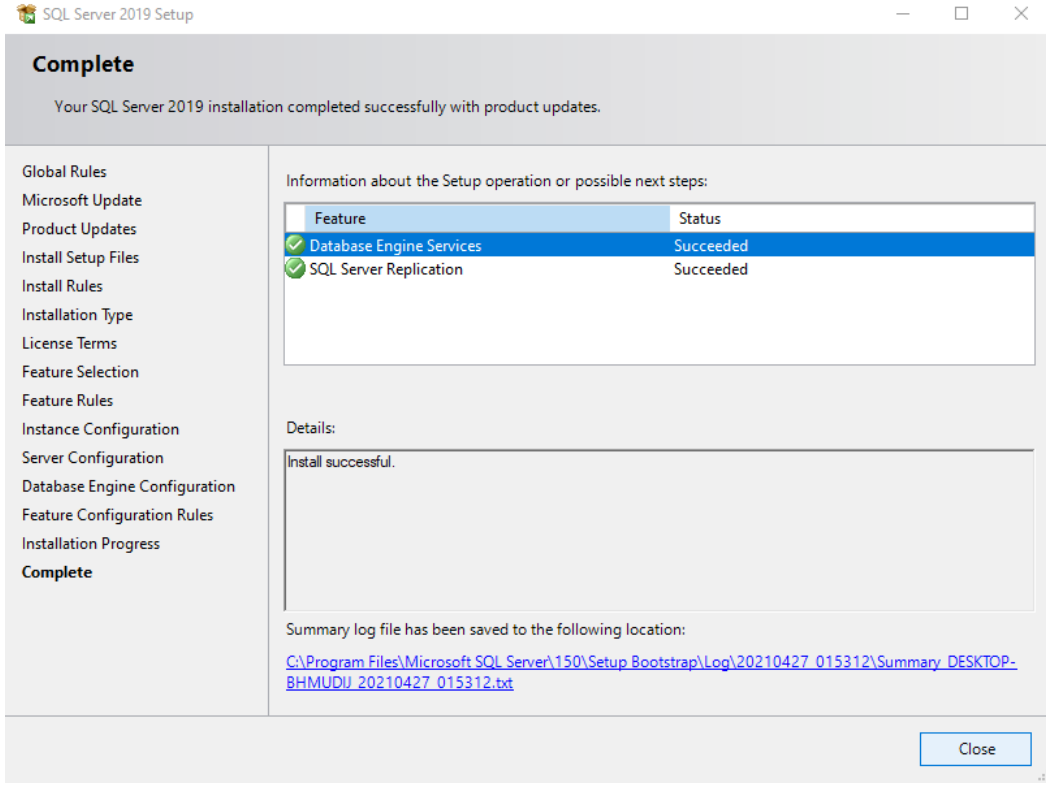 SQL Server 2019 Setup
Complete
Your SQL Server 2019 installation completed successfully with product updates.
Global Rules
Microsoft Update
Product Updates
Install Setup Files
Install Rules
Installation Type
License Terms
Feature Selection
Feature Rules
Instance Configuration
Server Configuration
Database Engine Configuration
Feature Configuration Rules
Installation Progress
Complete
Information about the Setup operation or possible next steps:
Feature Status
Database Engine Services Succeeded
SQL Server Replication Succeeded
Details:
Install successful.
Summary log file has been saved to the following location:
C:\Program Files\Microsoft SQL Server\150\Setup Bootstrap\Log\20210427_015312\Summary_DESKTOP-
BHMUDIJ_20210427_015312.txt
Close